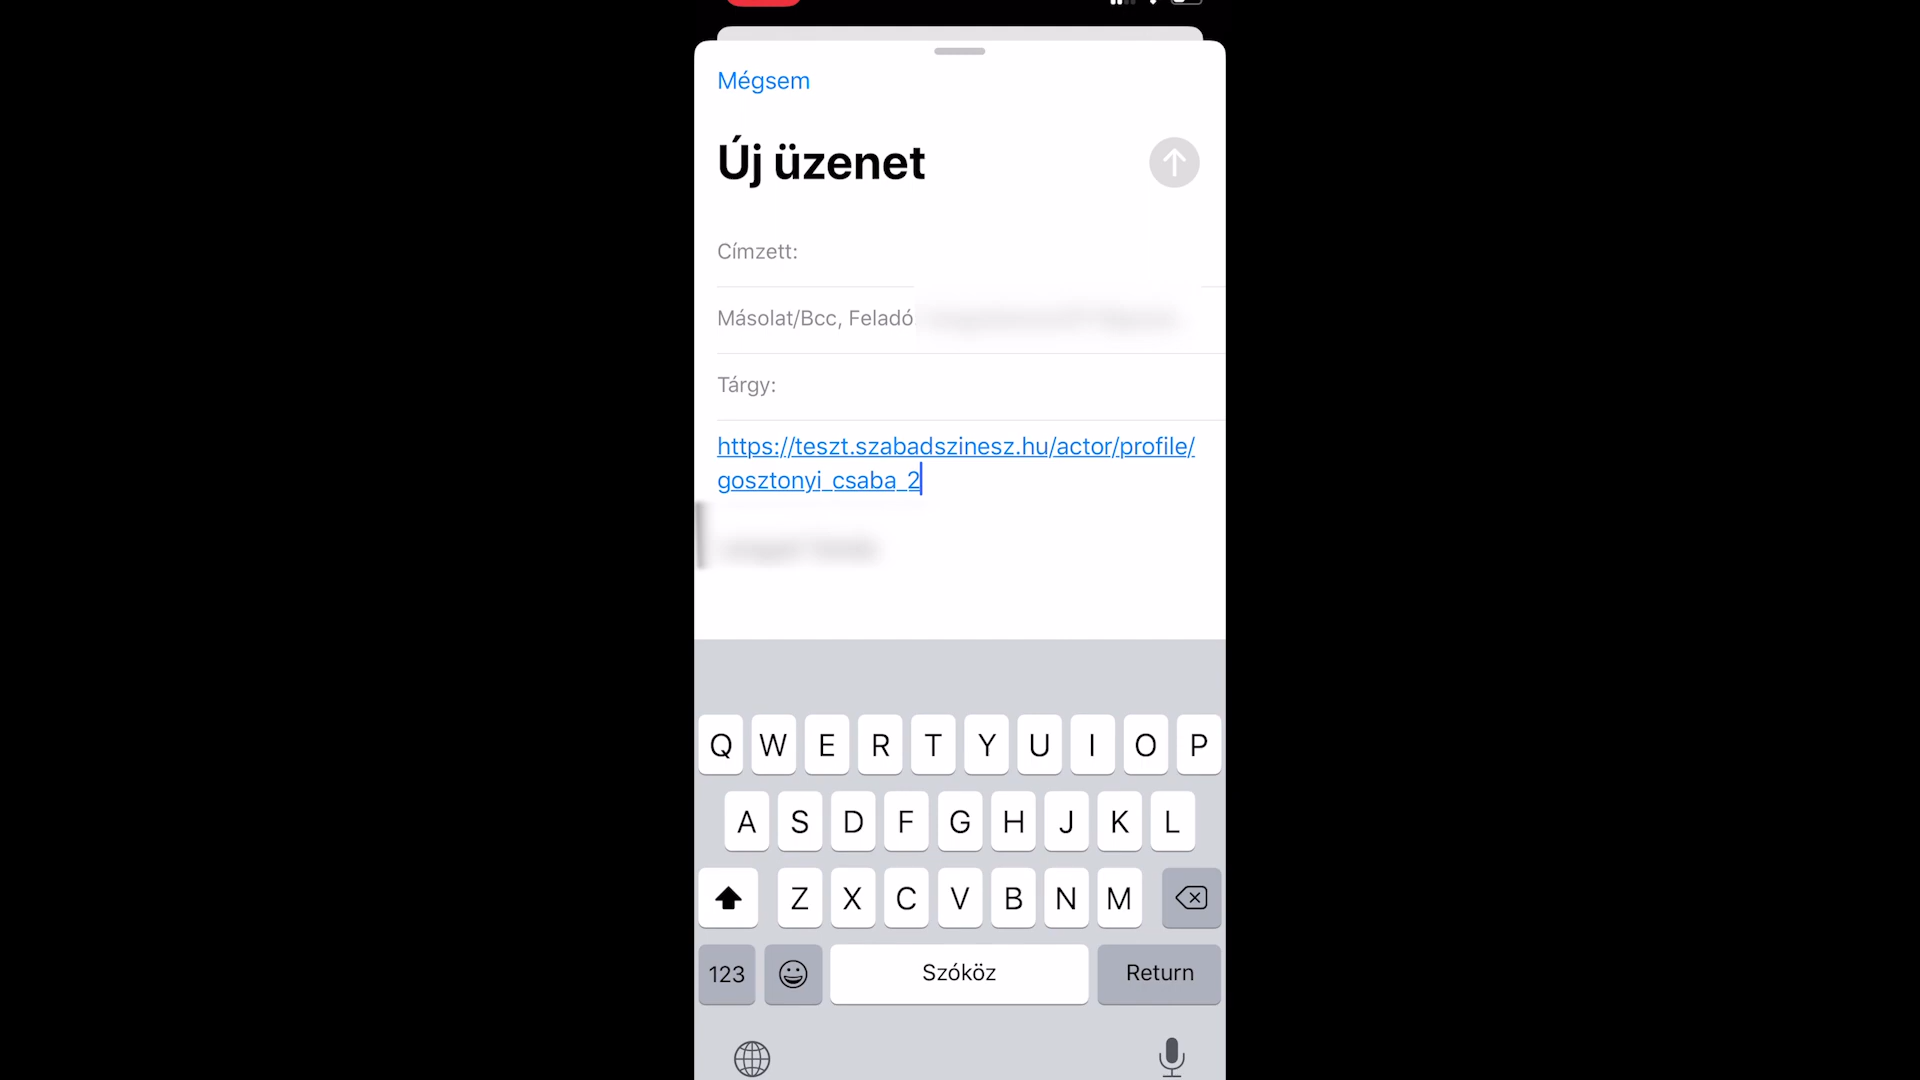 Mégsem
Új üzenet
Címzett:
Másolat/Bcc, Feladó
Tárgy:
https://teszt.szabadszinesz.hu/actor/profile/
gosztonyi_csaba_2
Q W E R T Y U I O P
A S D F G H J K L
Z X C V B N M
123 Szóköz Return